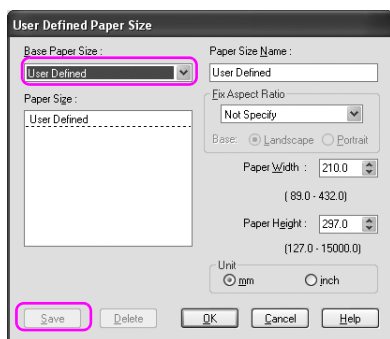 User Defined Paper Size
Base Paper Size :
User Defined
Paper Size :
User Defined
Paper Size Name :
User Defined
Fix Aspect Ratio
Not Specify
Base: Landscape Portrait
Paper Width : 210.0
( 89.0 - 432.0)
Paper Height : 297.0
(127.0 - 15000.0)
Unit
mm inch
Save Delete OK Cancel Help